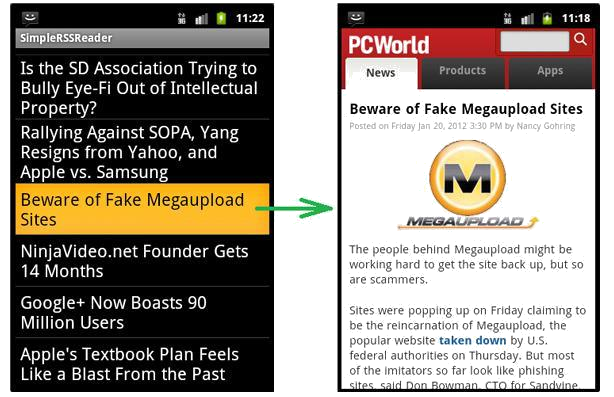 11:22
SimpleRSSReader
Is the SD Association Trying to
Bully Eye-Fi Out of Intellectual
Property?
Rallying Against SOPA, Yang
Resigns from Yahoo, and
Apple vs. Samsung
Beware of Fake Megaupload
Sites
NinjaVideo.net Founder Gets
14 Months
Google+ Now Boasts 90
Million Users
Apple's Textbook Plan Feels
Like a Blast From the Past
11:18
PCWorld
News Products Apps
Beware of Fake Megaupload Sites
Posted on Friday Jan 20, 2012 3:30 PM by Nancy Gohring
M
MEGAUPLOAD
The people behind Megaupload might be
working hard to get the site back up, but so
are scammers.
Sites were popping up on Friday claiming to
be the reincarnation of Megaupload, the
popular website taken down by U.S.
federal authorities on Thursday. But most
of the imitators so far look like phishing
sites, said Don Bowman, CTO for Sandvine,